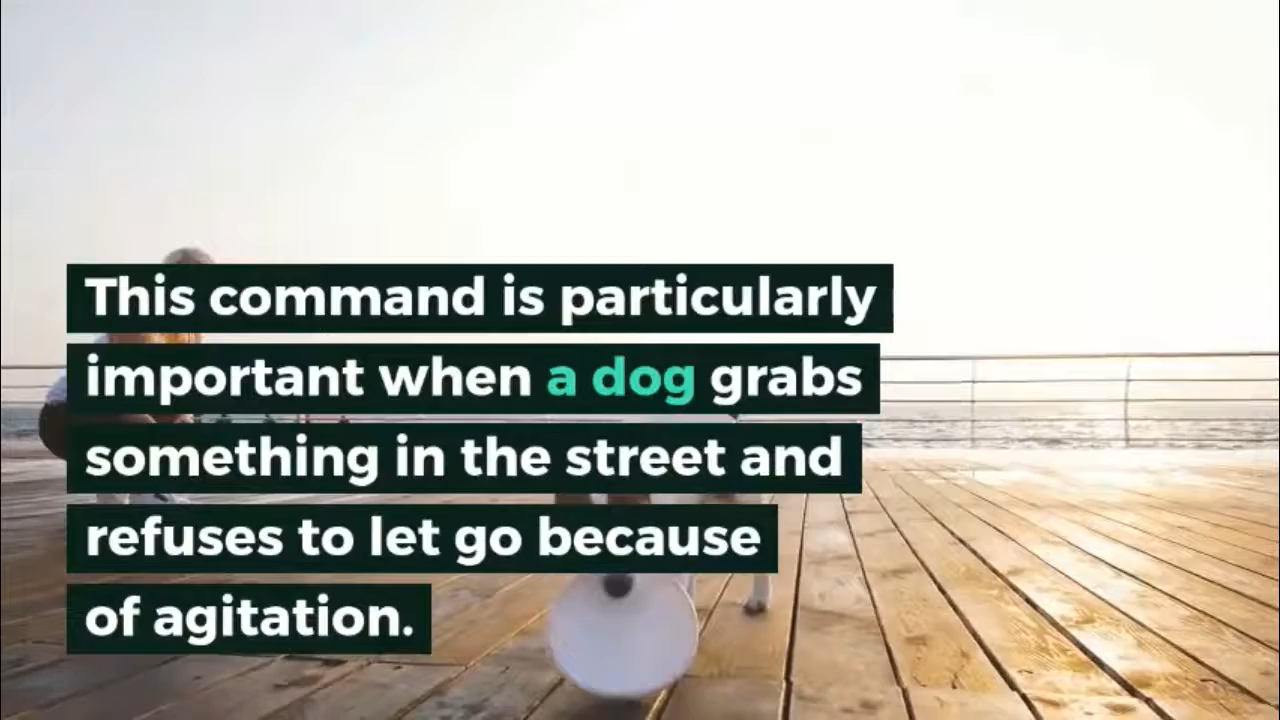 This command is particularly
important when a dog grabs
something in the street and
refuses to let go because
of agitation.